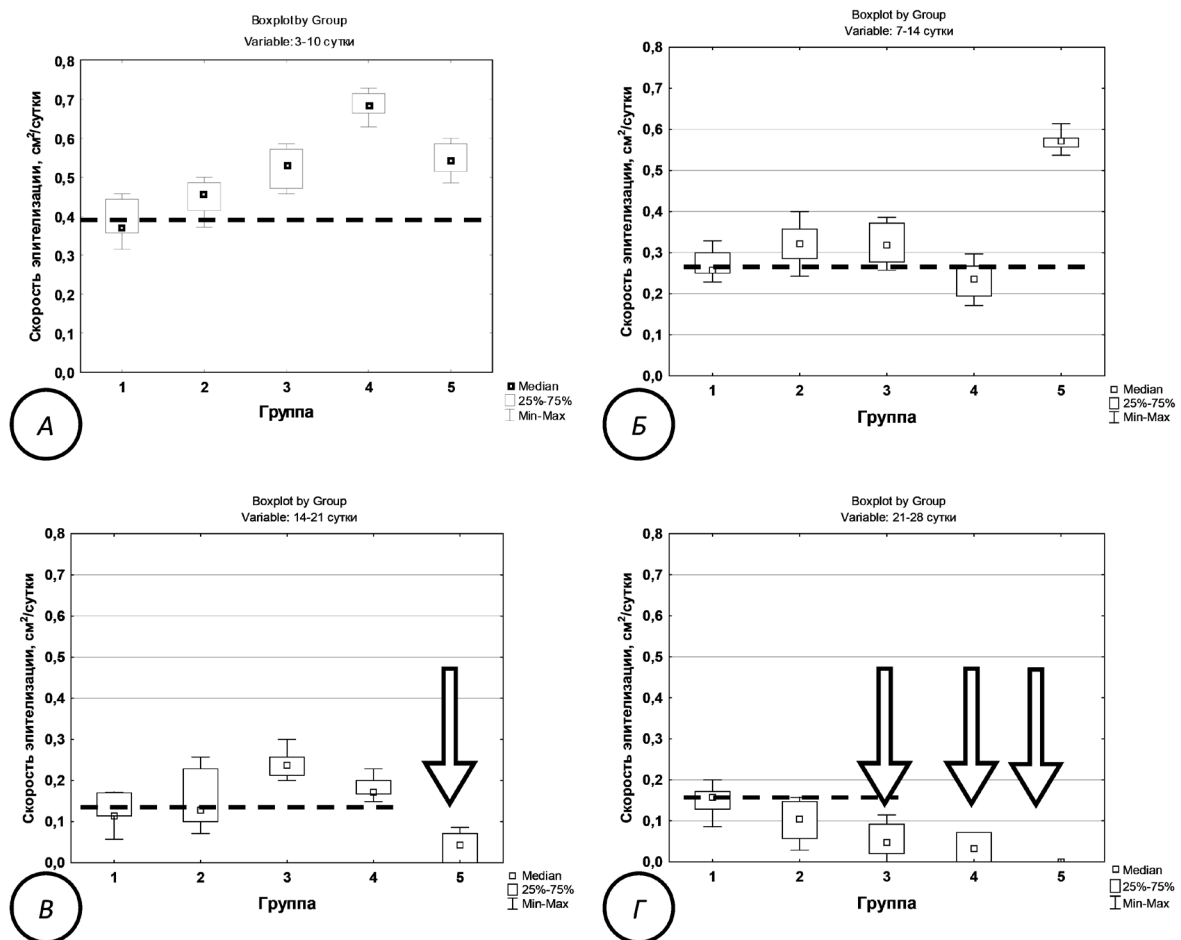 Boxplot by Group
Variable: 3-10 сутки
Скорость эпителизации, см²/сутки
0,8
0,7
0,6
0,5
0,4
0,3
0,2
0,1
0,0
1 2 3 4 5
Группа
Median
25%-75%
Min-Max
А
Boxplot by Group
Variable: 7-14 сутки
Скорость эпителизации, см²/сутки
0,8
0,7
0,6
0,5
0,4
0,3
0,2
0,1
0,0
1 2 3 4 5
Группа
Median
25%-75%
Min-Max
Б
Boxplot by Group
Variable: 14-21 сутки
Скорость эпителизации, см²/сутки
0,8
0,7
0,6
0,5
0,4
0,3
0,2
0,1
0,0
1 2 3 4 5
Группа
Median
25%-75%
Min-Max
В
Boxplot by Group
Variable: 21-28 сутки
Скорость эпителизации, см²/сутки
0,8
0,7
0,6
0,5
0,4
0,3
0,2
0,1
0,0
1 2 3 4 5
Группа
Median
25%-75%
Min-Max
Г